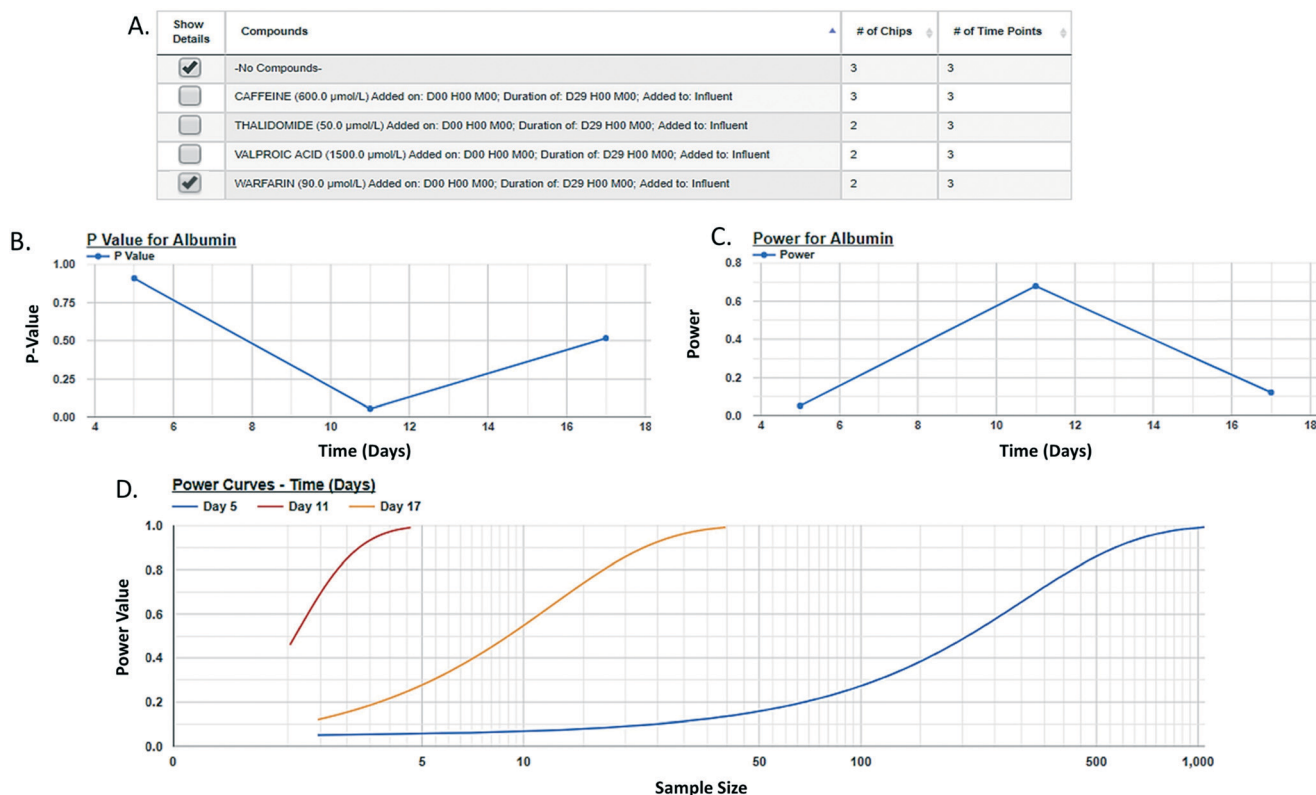 A.
Show Details Compounds # of Chips # of Time Points
-No Compounds- 3 3
CAFFEINE (600.0 µmol/L) Added on: D00 H00 M00; Duration of: D29 H00 M00; Added to: Influent 3 3
THALIDOMIDE (50.0 µmol/L) Added on: D00 H00 M00; Duration of: D29 H00 M00; Added to: Influent 2 3
VALPROIC ACID (1500.0 µmol/L) Added on: D00 H00 M00; Duration of: D29 H00 M00; Added to: Influent 2 3
WARFARIN (90.0 µmol/L) Added on: D00 H00 M00; Duration of: D29 H00 M00; Added to: Influent 2 3
B.
P Value for Albumin
P Value
1.00
0.75
0.50
0.25
0.00
P-Value
4 6 8 10 12 14 16 18
Time (Days)
C.
Power for Albumin
Power
0.8
0.6
0.4
0.2
0.0
Power
4 6 8 10 12 14 16 18
Time (Days)
D.
Power Curves - Time (Days)
Day 5 Day 11 Day 17
1.0
0.8
0.6
0.4
0.2
0.0
Power Value
0 5 10 50 100 500 1,000
Sample Size